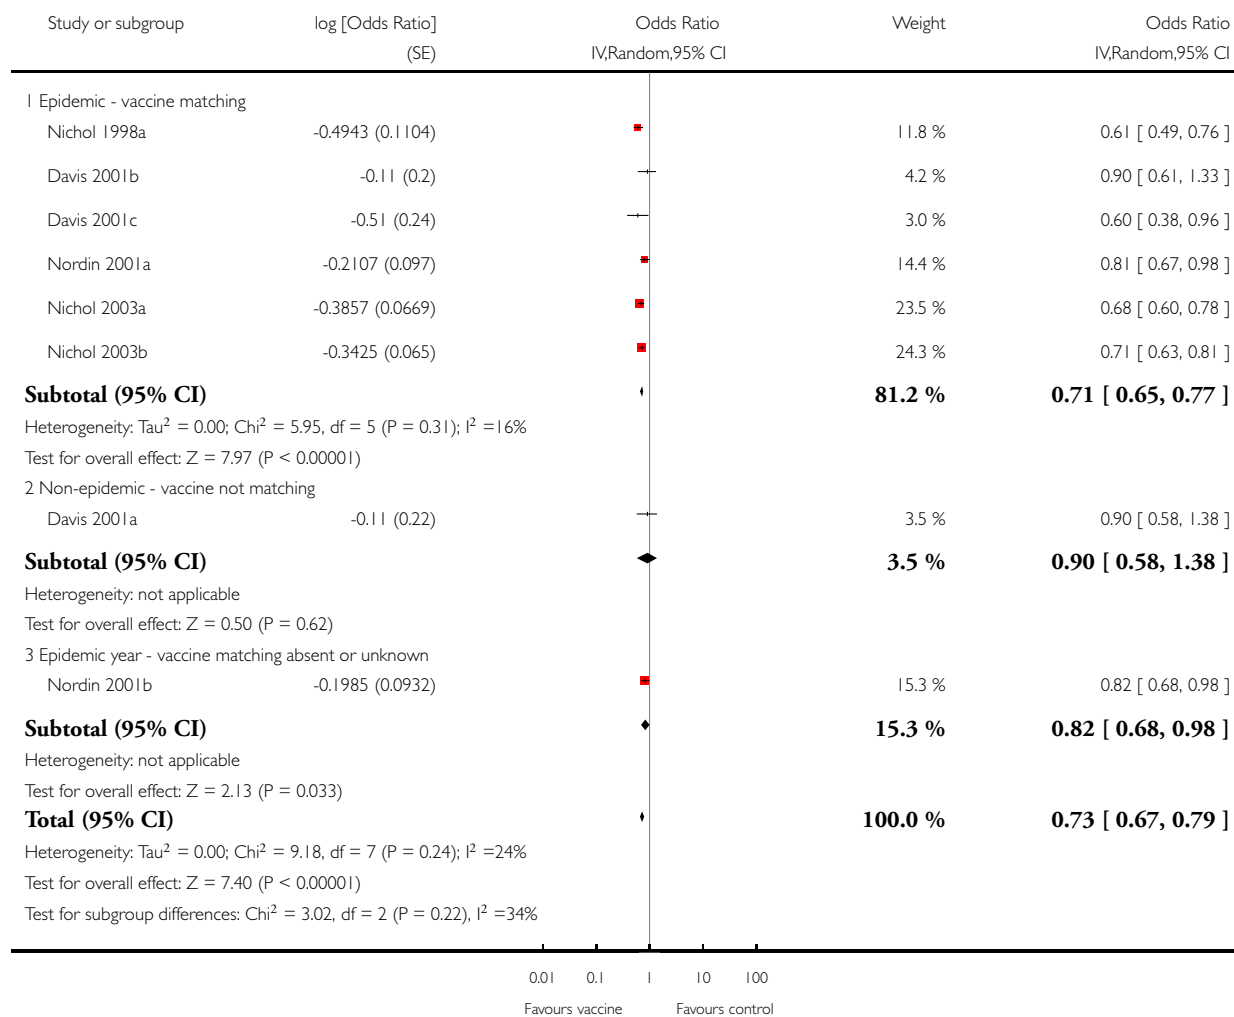 Study or subgroup log [Odds Ratio] Odds Ratio Weight Odds Ratio
(SE) IV,Random,95% CI IV,Random,95% CI
1 Epidemic - vaccine matching
Nichol 1998a -0.4943 (0.1104) 11.8 % 0.61 [ 0.49, 0.76 ]
Davis 2001b -0.11 (0.2) 4.2 % 0.90 [ 0.61, 1.33 ]
Davis 2001c -0.51 (0.24) 3.0 % 0.60 [ 0.38, 0.96 ]
Nordin 2001a -0.2107 (0.097) 14.4 % 0.81 [ 0.67, 0.98 ]
Nichol 2003a -0.3857 (0.0669) 23.5 % 0.68 [ 0.60, 0.78 ]
Nichol 2003b -0.3425 (0.065) 24.3 % 0.71 [ 0.63, 0.81 ]
Subtotal (95% CI) 81.2 % 0.71 [ 0.65, 0.77 ]
Heterogeneity: Tau² = 0.00; Chi² = 5.95, df = 5 (P = 0.31); I² =16%
Test for overall effect: Z = 7.97 (P < 0.00001)
2 Non-epidemic - vaccine not matching
Davis 2001a -0.11 (0.22) 3.5 % 0.90 [ 0.58, 1.38 ]
Subtotal (95% CI) 3.5 % 0.90 [ 0.58, 1.38 ]
Heterogeneity: not applicable
Test for overall effect: Z = 0.50 (P = 0.62)
3 Epidemic year - vaccine matching absent or unknown
Nordin 2001b -0.1985 (0.0932) 15.3 % 0.82 [ 0.68, 0.98 ]
Subtotal (95% CI) 15.3 % 0.82 [ 0.68, 0.98 ]
Heterogeneity: not applicable
Test for overall effect: Z = 2.13 (P = 0.033)
Total (95% CI) 100.0 % 0.73 [ 0.67, 0.79 ]
Heterogeneity: Tau² = 0.00; Chi² = 9.18, df = 7 (P = 0.24); I² =24%
Test for overall effect: Z = 7.40 (P < 0.00001)
Test for subgroup differences: Chi² = 3.02, df = 2 (P = 0.22), I² =34%
0.01 0.1 1 10 100
Favours vaccine Favours control